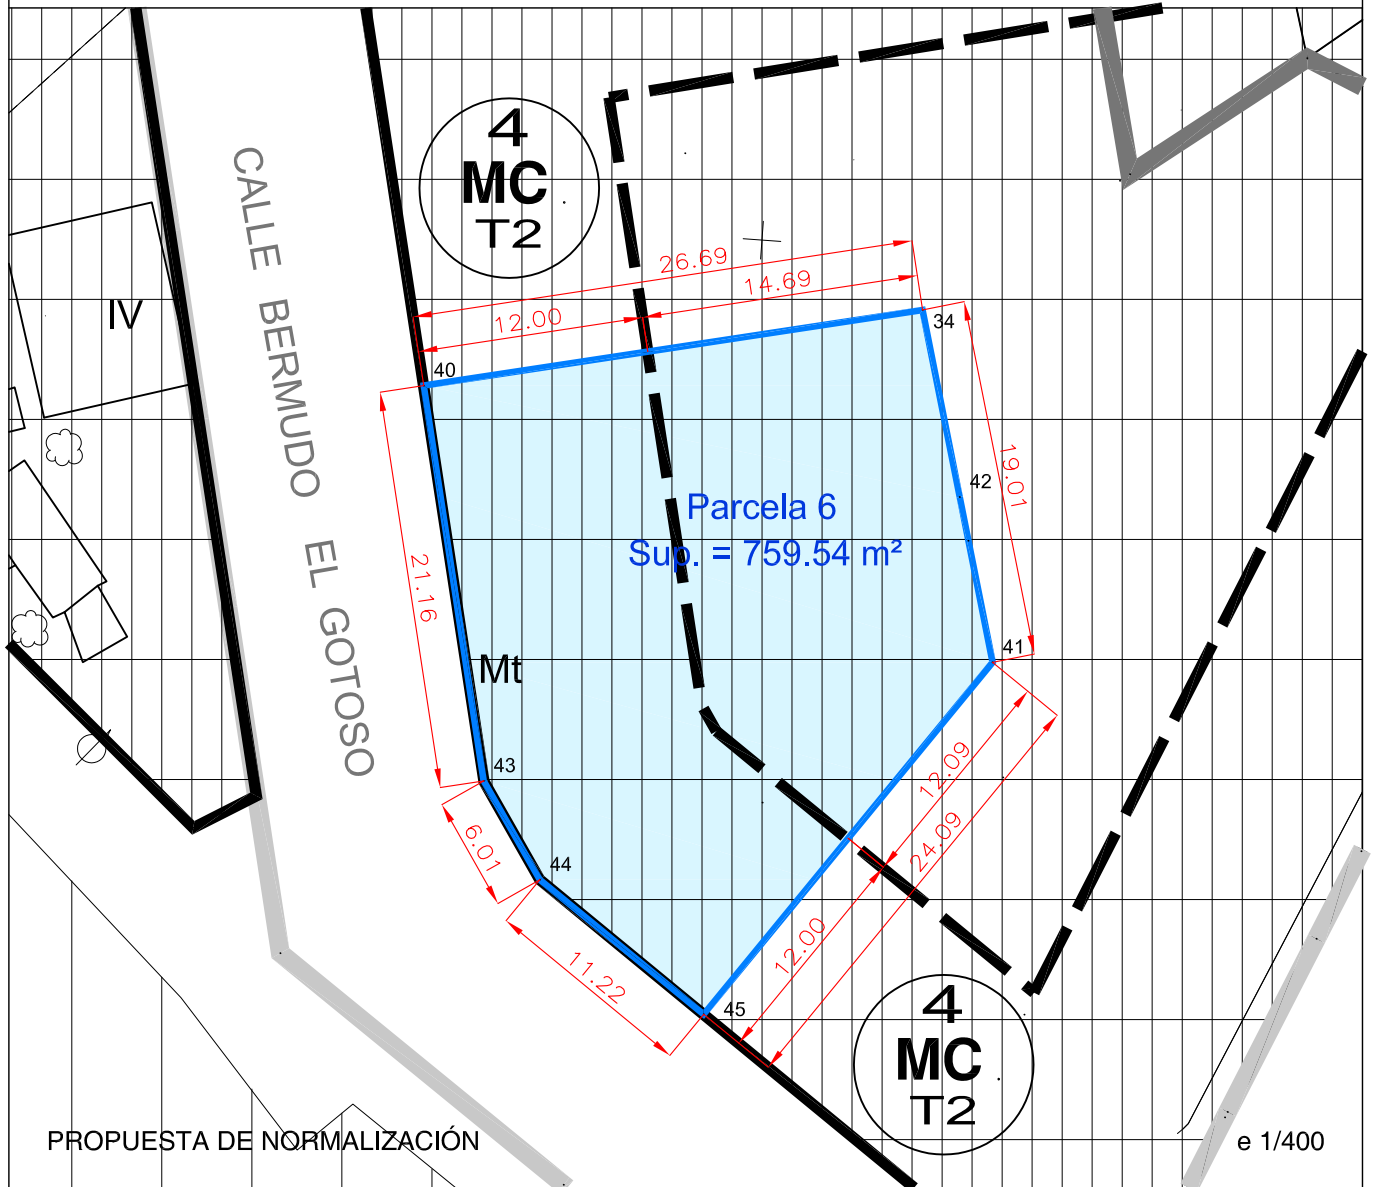 4
MC
T2
CALLE BERMUDO EL GOTOSO
IV
26.69
14.69
12.00
34
40
42
19.01
Parcela 6
Sup. = 759.54 m²
21.16
41
Mt
43
12.09
24.09
6.01
44
12.00
11.22
45
4
MC
T2
PROPUESTA DE NORMALIZACIÓN
e 1/400